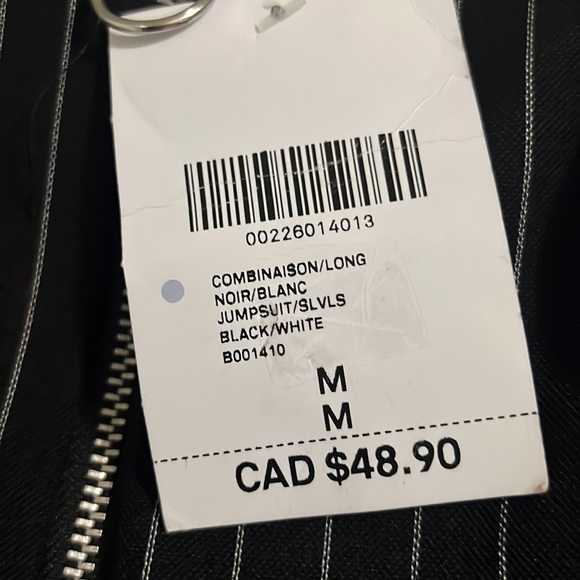 00226014013
COMBINAISON/LONG
NOIR/BLANC
JUMPSUIT/SLVLS
BLACK/WHITE
B001410
M
M
CAD $48.90